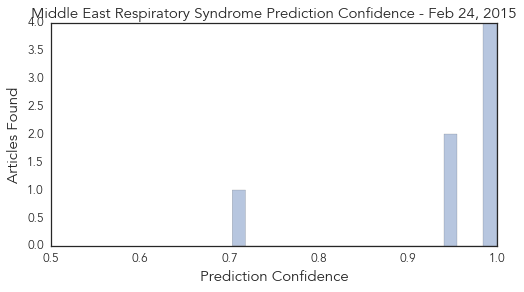 Middle East Respiratory Syndrome Prediction Confidence - Feb 24, 2015
4.0
3.5
3.0
2.5
2.0
1.5
1.0
0.5
0.0
Articles Found
0.5 0.6 0.7 0.8 0.9 1.0
Prediction Confidence